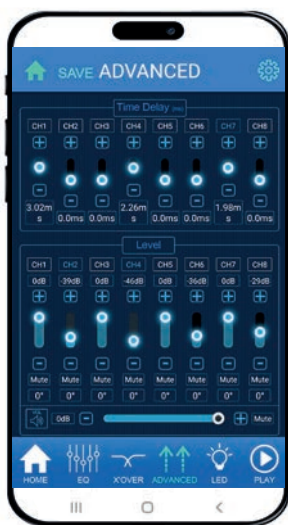 SAVE ADVANCED
Time Delay (ms)
CH1 CH2 CH3 CH4 CH5 CH6 CH7 CH8
3.02m
s 0.0ms 0.0ms 2.26m
s 0.0ms 0.0ms 1.98m
s 0.0ms
Level
CH1 CH2 CH3 CH4 CH5 CH6 CH7 CH8
0dB -39dB 0dB -46dB 0dB -36dB 0dB -29dB
Mute Mute Mute Mute Mute Mute Mute Mute
0° 0° 0° 0° 0° 0° 0° 0°
0dB Mute
HOME EQ X'OVER ADVANCED LED PLAY